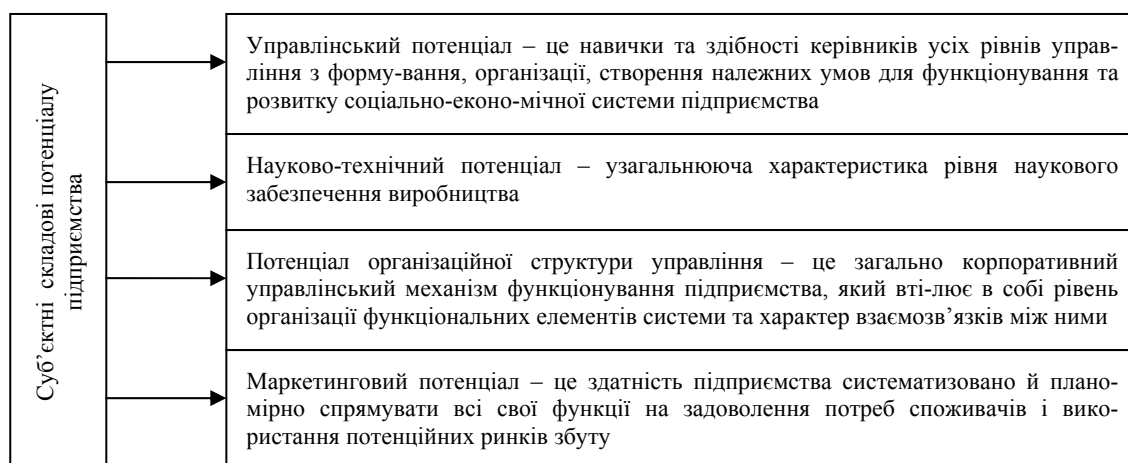 Суб’єктні складові потенціалу
підприємства
Управлінський потенціал – це навички та здібності керівників усіх рівнів управ-
ління з форму-вання, організації, створення належних умов для функціонування та
розвитку соціально-еконо-мічної системи підприємства
Науково-технічний потенціал – узагальнююча характеристика рівня наукового
забезпечення виробництва
Потенціал організаційної структури управління – це загально корпоративний
управлінський механізм функціонування підприємства, який вті-лює в собі рівень
організації функціональних елементів системи та характер взаємозв’язків між ними
Маркетинговий потенціал – це здатність підприємства систематизовано й плано-
мірно спрямувати всі свої функції на задоволення потреб споживачів і вико-
ристання потенційних ринків збуту